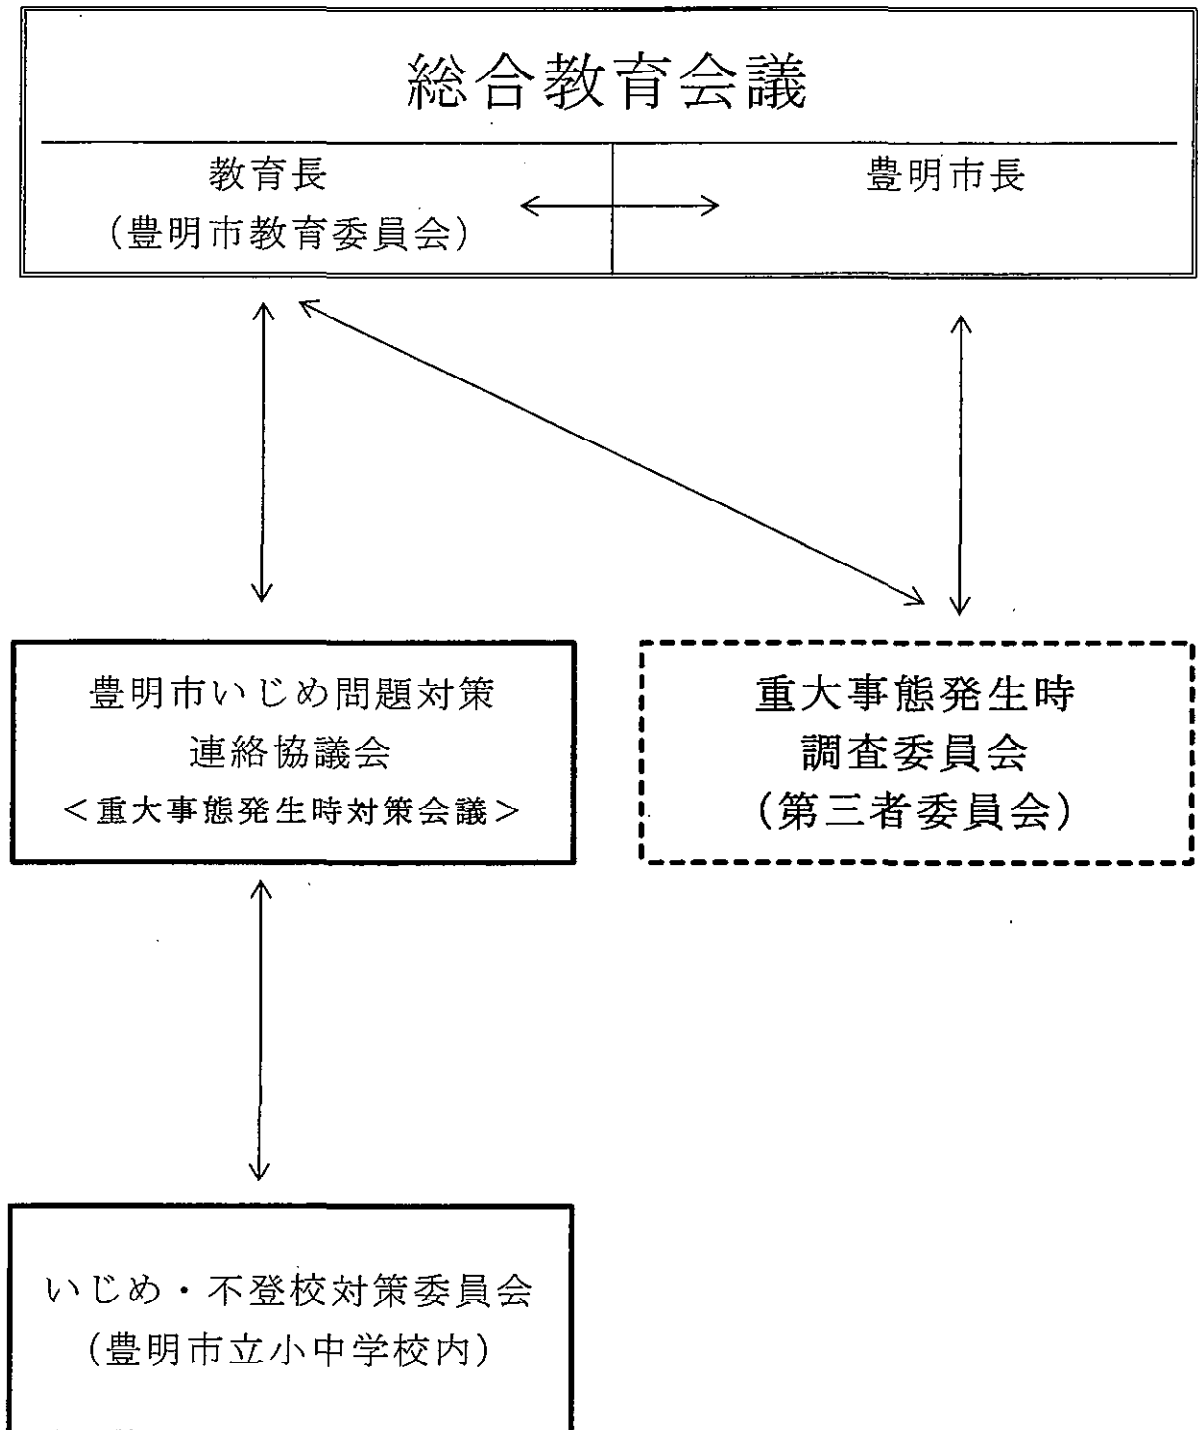 総合教育会議
教育長
(豊明市教育委員会)
豊明市長
豊明市いじめ問題対策
連絡協議会
<重大事態発生時対策会議>
重大事態発生時
調査委員会
(第三者委員会)
いじめ・不登校対策委員会
(豊明市立小中学校内)